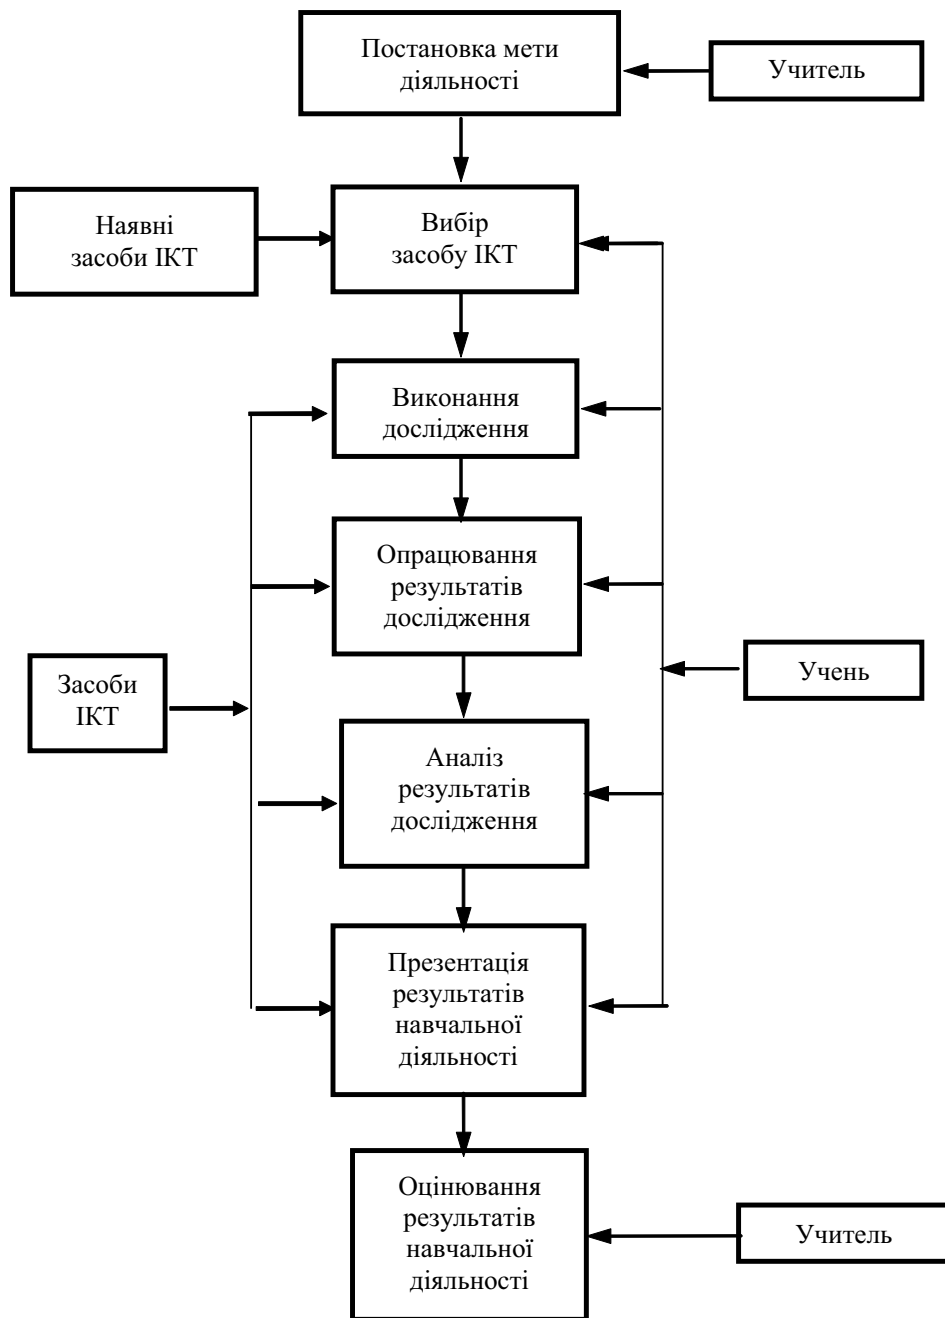 Постановка мети
діяльності
Учитель
Наявні
засоби ІКТ
Вибір
засобу ІКТ
Виконання
дослідження
Опрацювання
результатів
дослідження
Засоби
ІКТ
Учень
Аналіз
результатів
дослідження
Презентація
результатів
навчальної
діяльності
Оцінювання
результатів
навчальної
діяльності
Учитель